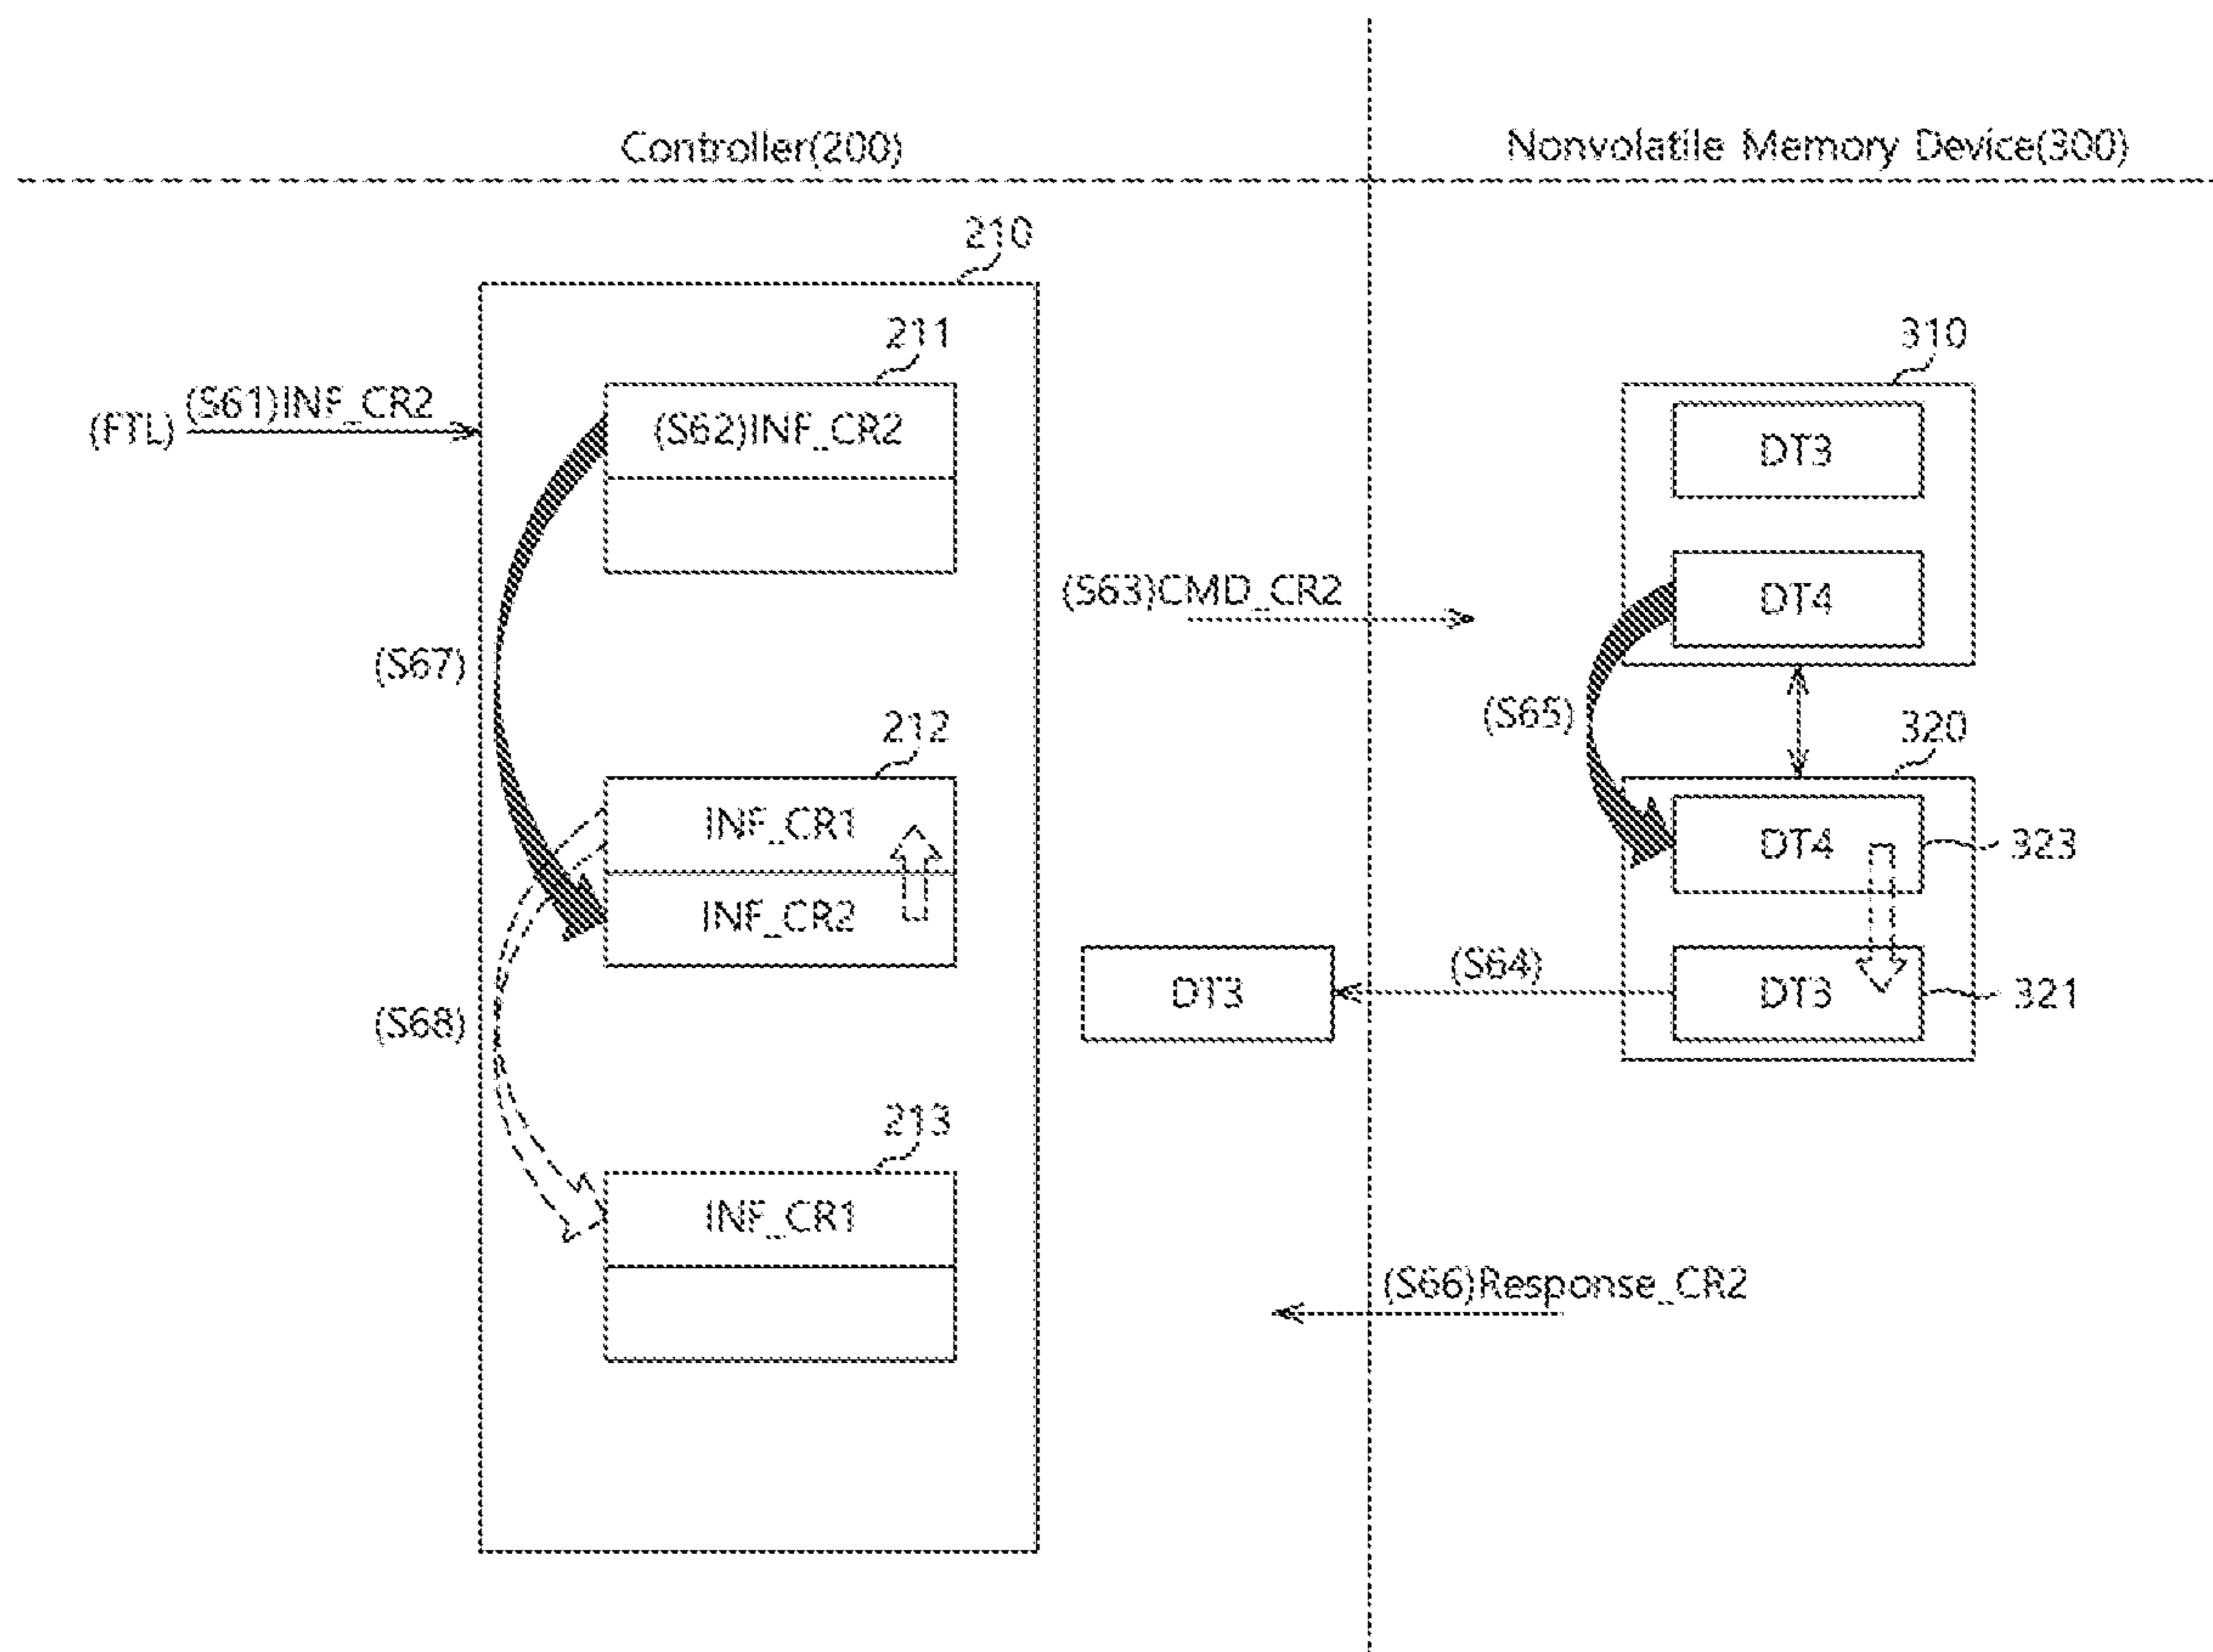 Controller(200)
Nonvolatile Memory Device(300)
210
211
310
(FTL)
(S61)INF_CR2
(S62)INF_CR2
DT3
(S63)CMD_CR2
DT4
(S67)
(S65)
212
320
INF_CR1
DT4
323
INF_CR2
(S64)
DT3
DT3
321
(S68)
213
INF_CR1
(S66)Response_CR2